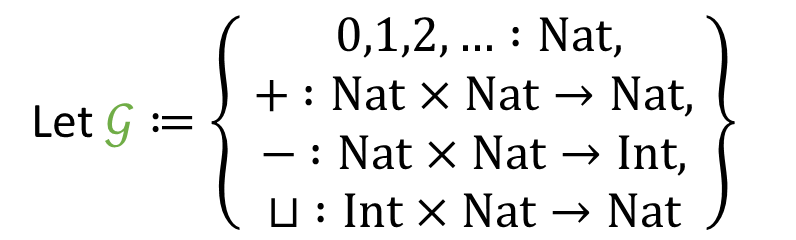 0,1,2, … : Nat,
+ : Nat × Nat → Nat,
Let 𝒢 ≔ { }
− : Nat × Nat → Int,
⊔ : Int × Nat → Nat